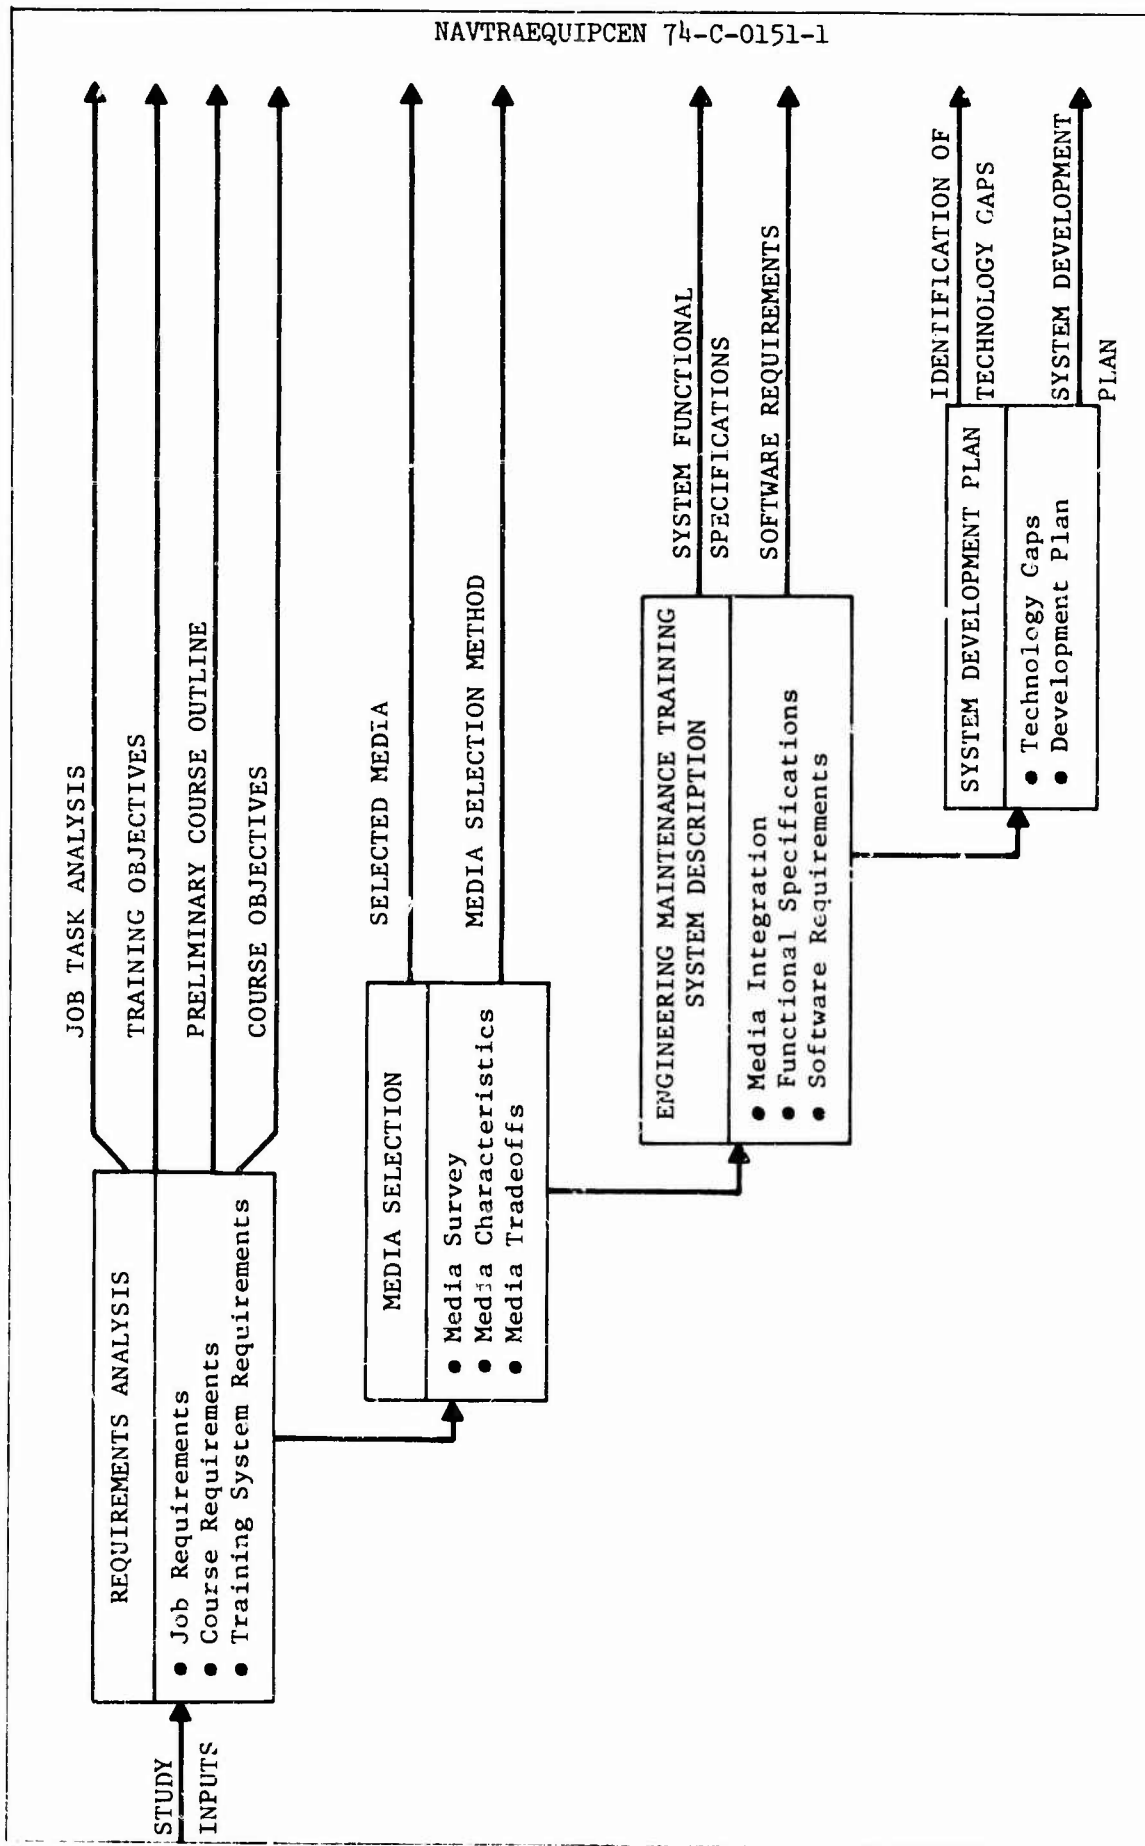 NAVTRAEQUIPCEN 74-C-0151-1
STUDY
INPUTS
REQUIREMENTS ANALYSIS
● Job Requirements
● Course Requirements
● Training System Requirements
JOB TASK ANALYSIS
TRAINING OBJECTIVES
PRELIMINARY COURSE OUTLINE
COURSE OBJECTIVES
MEDIA SELECTION
● Media Survey
● Media Characteristics
● Media Tradeoffs
SELECTED MEDIA
MEDIA SELECTION METHOD
ENGINEERING MAINTENANCE TRAINING
SYSTEM DESCRIPTION
● Media Integration
● Functional Specifications
● Software Requirements
SYSTEM FUNCTIONAL
SPECIFICATIONS
SOFTWARE REQUIREMENTS
SYSTEM DEVELOPMENT PLAN
● Technology Gaps
● Development Plan
IDENTIFICATION OF
TECHNOLOGY GAPS
SYSTEM DEVELOPMENT
PLAN